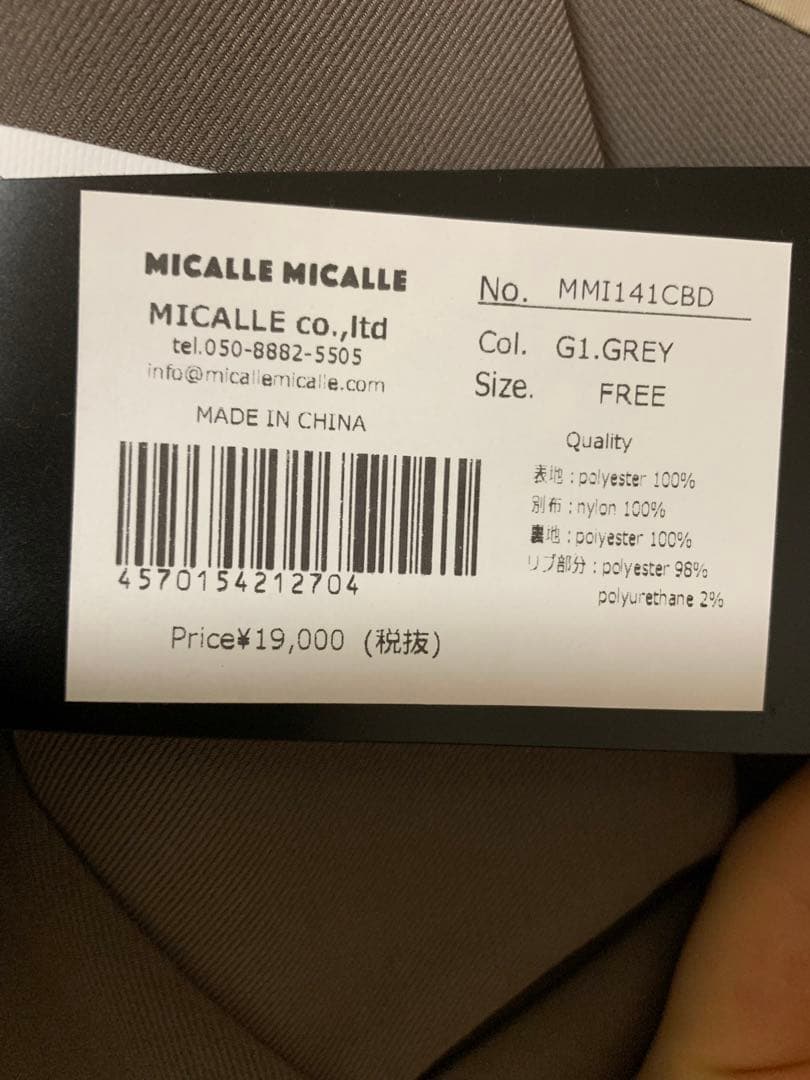 MICALLE MICALLE
MICALLE co.,ltd
tel.050-8882-5505
info@micallemicalle.com
MADE IN CHINA
4570154212704
Price¥19,000 (税抜)
No. MMI141CBD
Col. G1.GREY
Size. FREE
Quality
表地:polyester 100%
別布:nylon 100%
裏地:polyester 100%
リブ部分:polyester 98%
polyurethane 2%